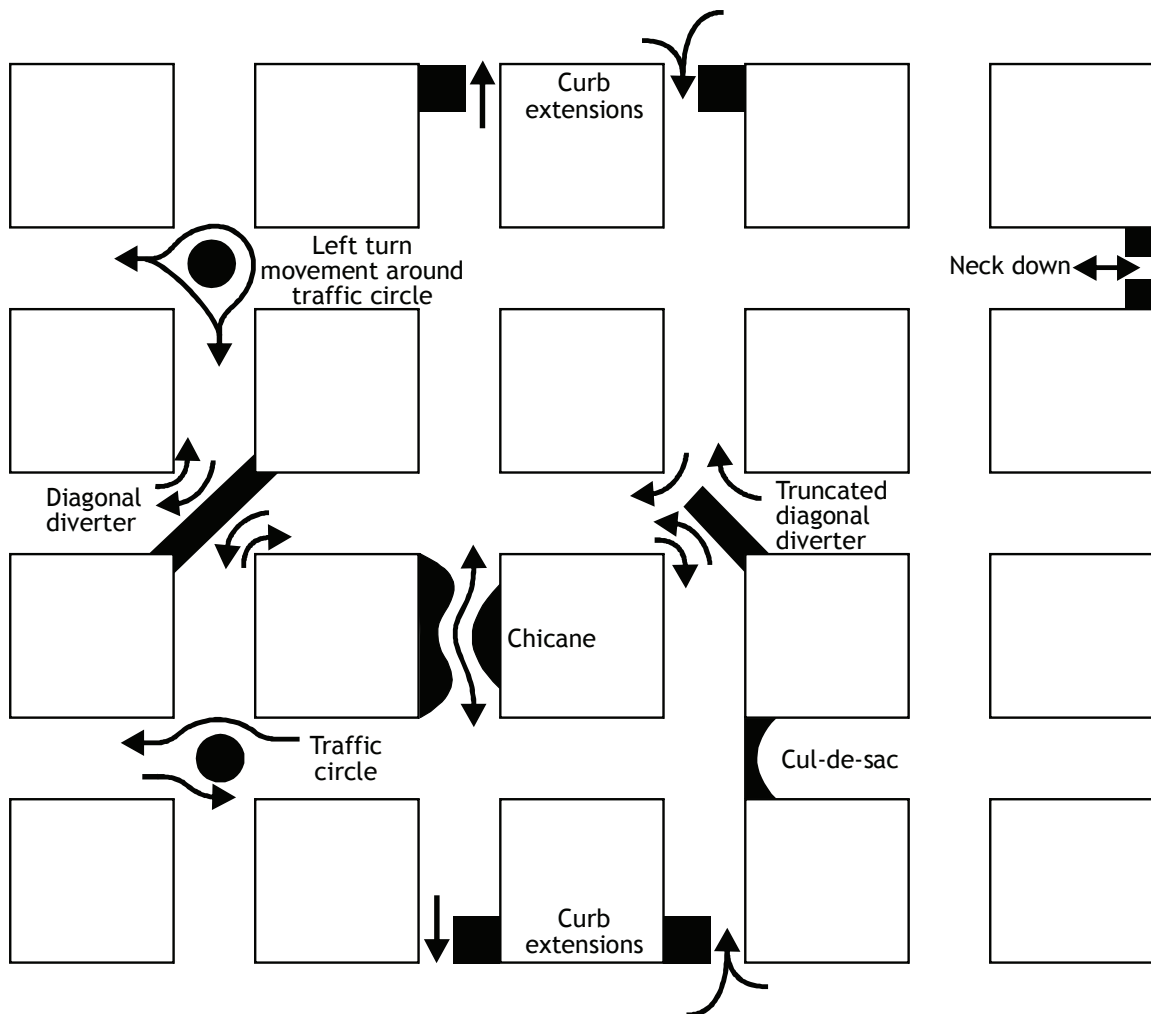 Curb
extensions
Left turn
movement around
traffic circle
Neck down
Diagonal
diverter
Truncated
diagonal
diverter
Chicane
Traffic
circle
Cul-de-sac
Curb
extensions